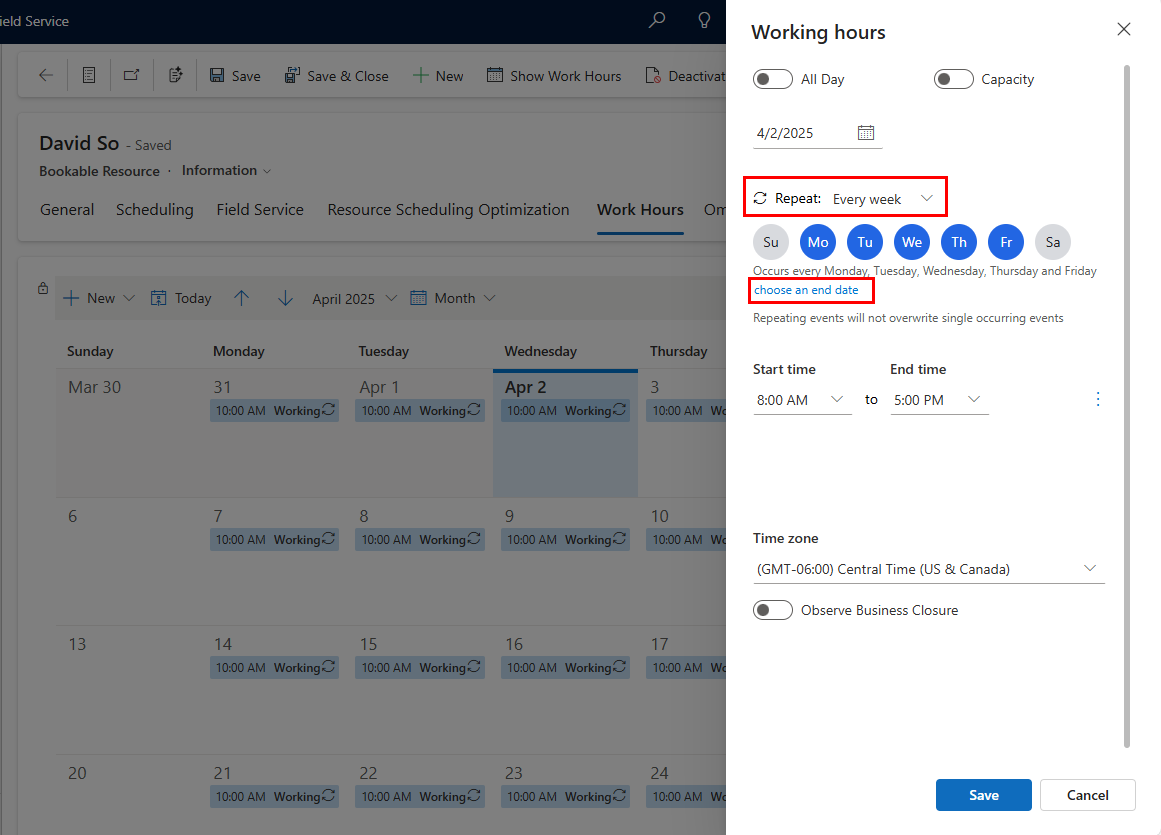 ield Service
Save
Save & Close
New
Show Work Hours
Deactivat
David So - Saved
Bookable Resource · Information
General Scheduling Field Service Resource Scheduling Optimization Work Hours Om
New Today April 2025 Month
Sunday Monday Tuesday Wednesday Thursday
Mar 30 31 Apr 1 Apr 2 3
10:00 AM Working 10:00 AM Working 10:00 AM Working 10:00 AM Wo
6 7 8 9 10
10:00 AM Working 10:00 AM Working 10:00 AM Working 10:00 AM Wo
13 14 15 16 17
10:00 AM Working 10:00 AM Working 10:00 AM Working 10:00 AM Wo
20 21 22 23 24
10:00 AM Working 10:00 AM Working 10:00 AM Working 10:00 AM Wo
Working hours
All Day Capacity
4/2/2025
Repeat: Every week
Su Mo Tu We Th Fr Sa
Occurs every Monday, Tuesday, Wednesday, Thursday and Friday
choose an end date
Repeating events will not overwrite single occurring events
Start time End time
8:00 AM to 5:00 PM
Time zone
(GMT-06:00) Central Time (US & Canada)
Observe Business Closure
Save Cancel